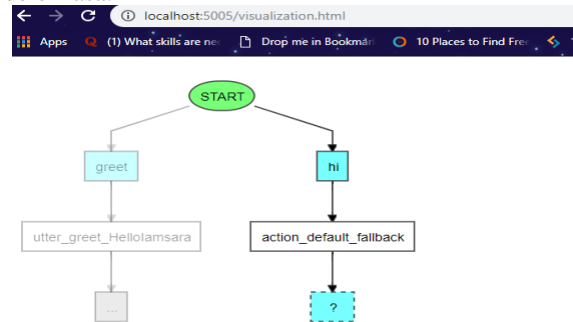 localhost:5005/visualization.html
Apps (1) What skills are ne Drop me in Bookmar 10 Places to Find Fre
START
greet hi
utter_greet_HelloIamsara action_default_fallback
... ?